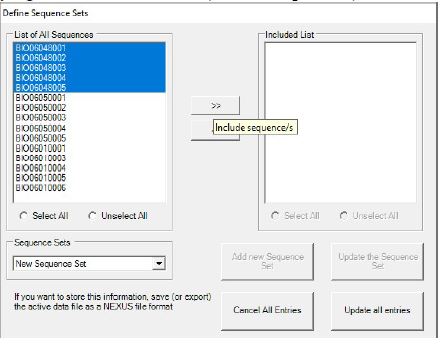 Define Sequence Sets
List of All Sequences
BIO06048001
BIO06048002
BIO06048003
BIO06048004
BIO06048005
BIO06050001
BIO06050002
BIO06050003
BIO06050004
BIO06050005
BIO06010001
BIO06010003
BIO06010004
BIO06010005
BIO06010006
Select All Unselect All
>>
Include sequence/s
Included List
Select All Unselect All
Sequence Sets
New Sequence Set
If you want to store this information, save (or export)
the active data file as a NEXUS file format
Add new Sequence
Set
Update the Sequence
Set
Cancel All Entries
Update all entries